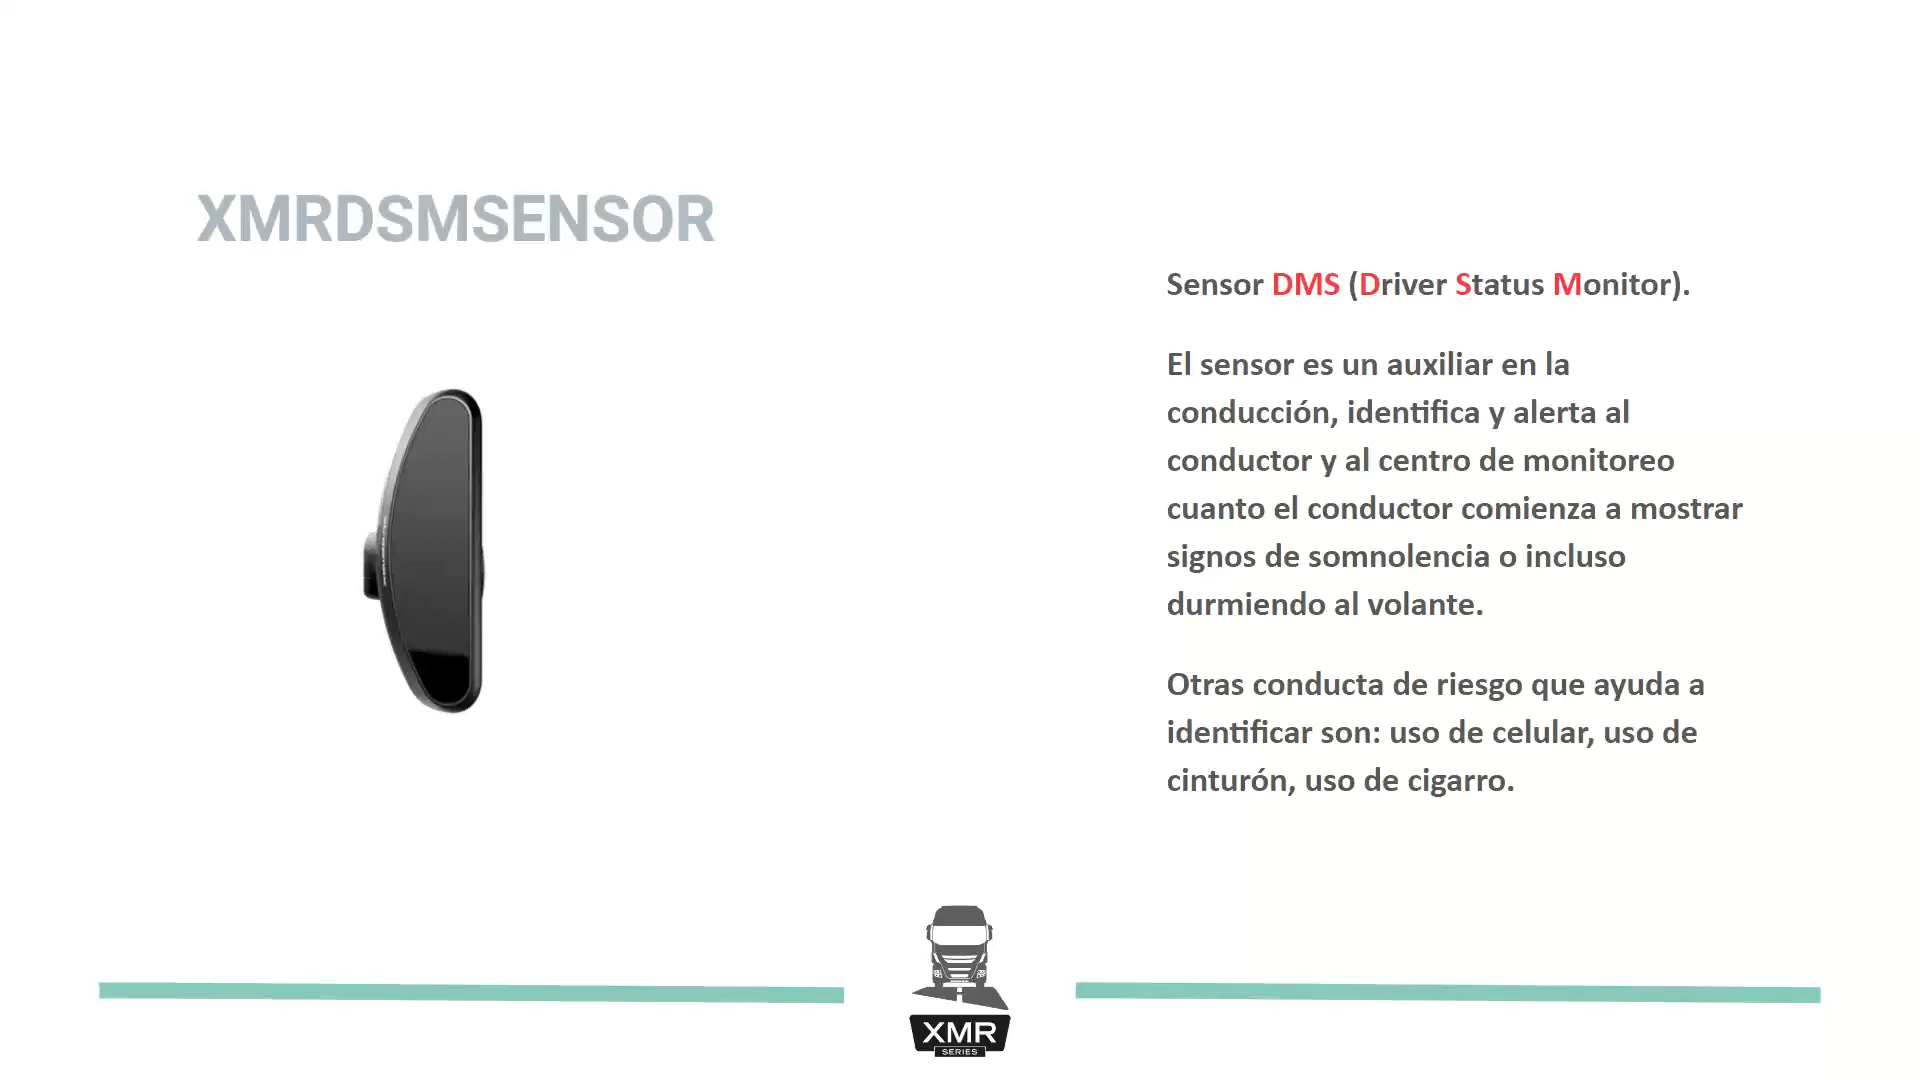 XMRDSMSENSOR
Sensor DMS (Driver Status Monitor).
El sensor es un auxiliar en la
conducción, identifica y alerta al
conductor y al centro de monitoreo
cuanto el conductor comienza a mostrar
signos de somnolencia o incluso
durmiendo al volante.
Otras conducta de riesgo que ayuda a
identificar son: uso de celular, uso de
cinturón, uso de cigarro.
XMR
SERIES